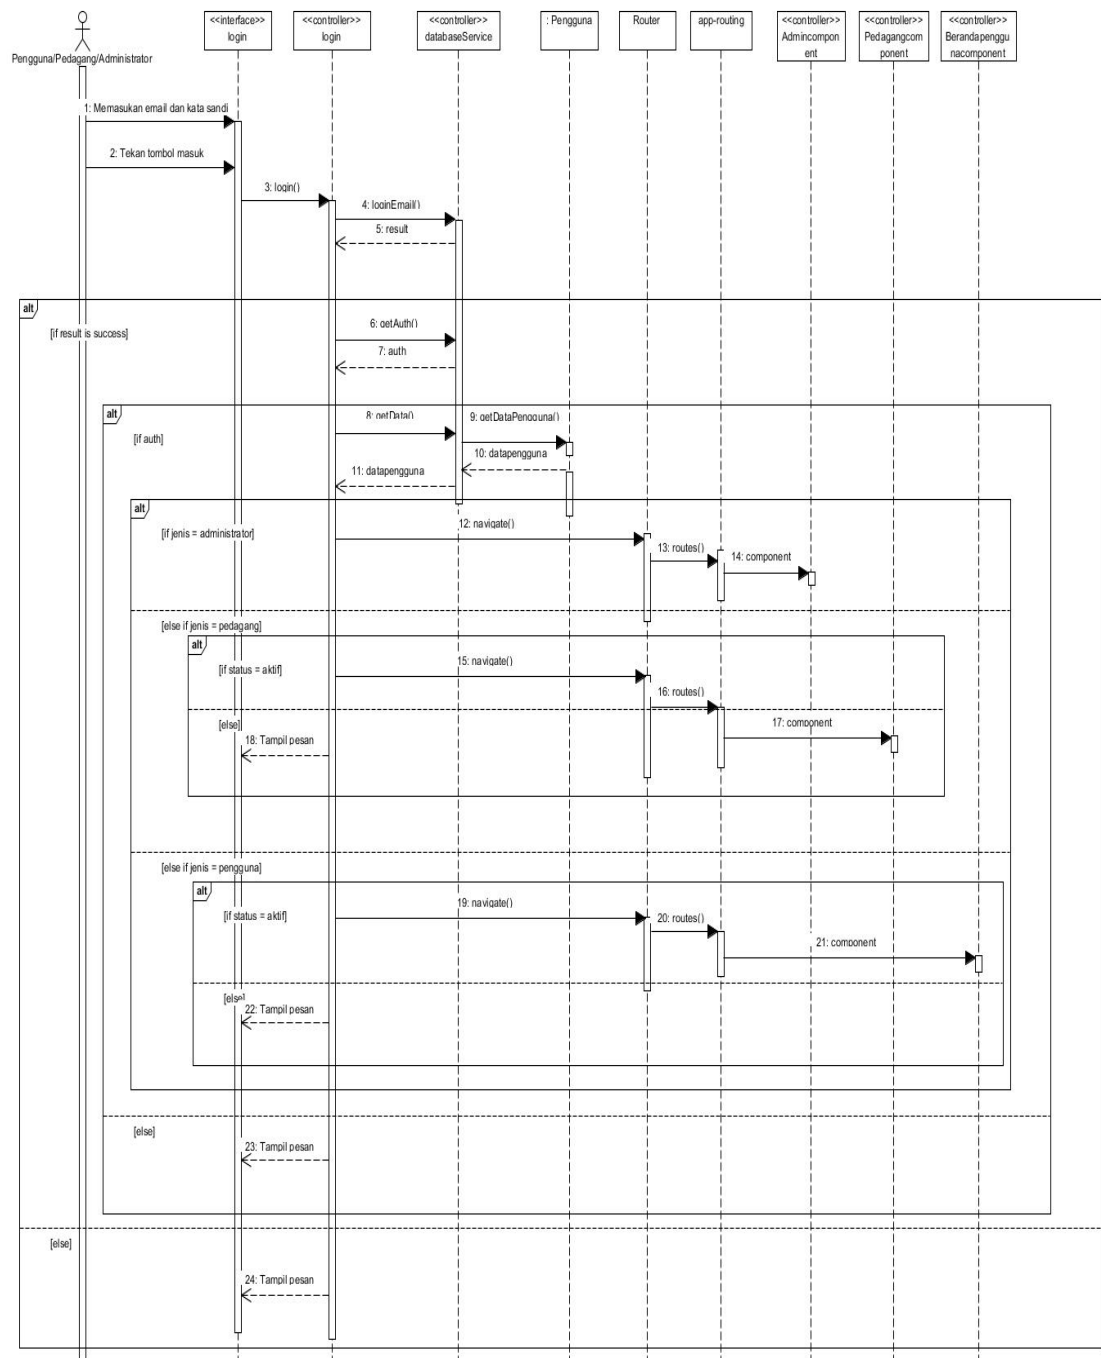 <<interface>>
login
<<controller>>
login
<<controller>>
databaseService
: Pengguna
Router
app-routing
<<controller>>
Admincompon
ent
<<controller>>
Pedagangcom
ponent
<<controller>>
Berandapenggu
nacomponent
Pengguna/Pedagang/Administrator
1: Memasukan email dan kata sandi
2: Tekan tombol masuk
3: login()
4: loginEmail()
5: result
alt
[if result is success]
6: getAuth()
7: auth
alt
[if auth]
8: getData()
9: getDataPengguna()
10: datapengguna
11: datapengguna
alt
[if jenis = administrator]
12: navigate()
13: routes()
14: component
[else if jenis = pedagang]
alt
[if status = aktif]
15: navigate()
16: routes()
[else]
17: component
18: Tampil pesan
[else if jenis = pengguna]
alt
[if status = aktif]
19: navigate()
20: routes()
21: component
[else]
22: Tampil pesan
[else]
23: Tampil pesan
[else]
24: Tampil pesan